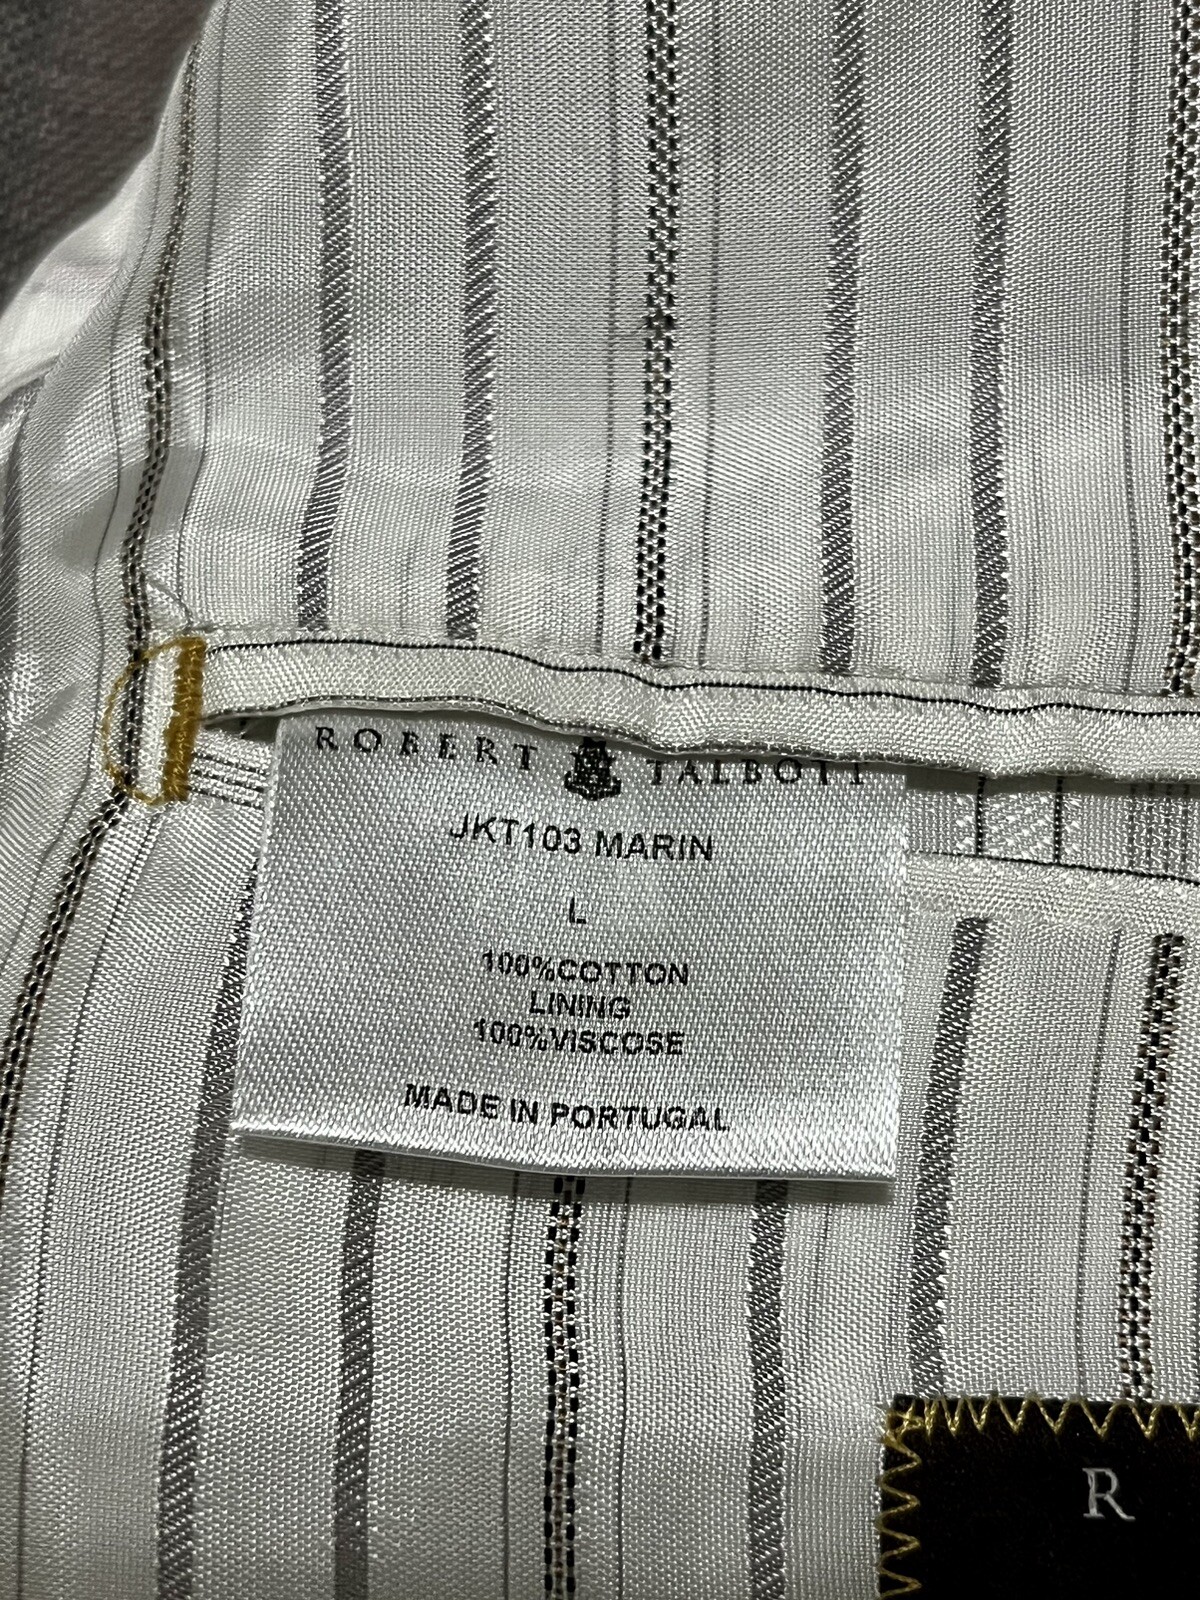 ROBERT TALBOTT
JKT103 MARIN
L
100%COTTON
LINING
100%VISCOSE
MADE IN PORTUGAL
R